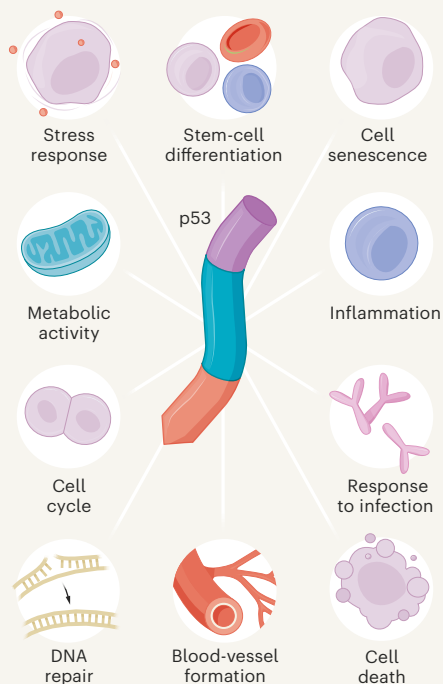 Stress
response
Stem-cell
differentiation
Cell
senescence
p53
Metabolic
activity
Inflammation
Cell
cycle
Response
to infection
DNA
repair
Blood-vessel
formation
Cell
death